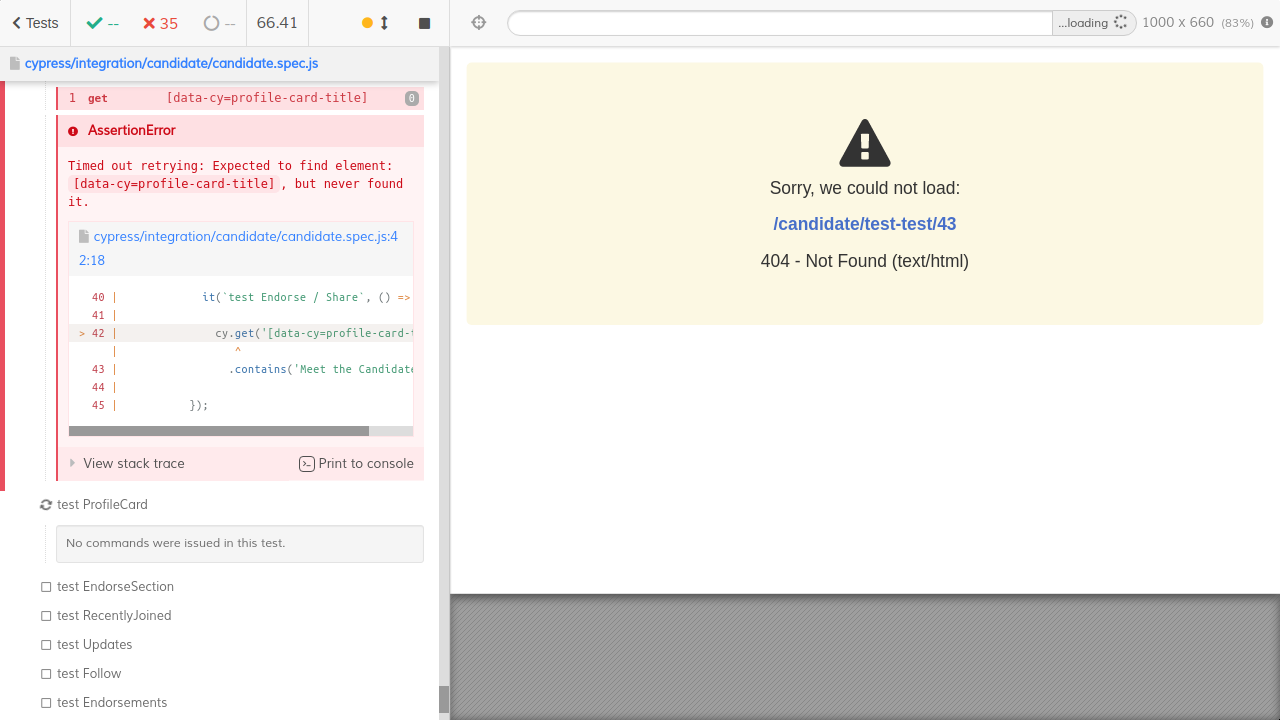 Tests
--
35
--
66.41
...loading
1000 x 660 (83%)
cypress/integration/candidate/candidate.spec.js
1 get [data-cy=profile-card-title] 0
AssertionError
Timed out retrying: Expected to find element:
[data-cy=profile-card-title], but never found
it.
cypress/integration/candidate/candidate.spec.js:4
2:18
40 | it(`test Endorse / Share`, () =>
41 |
> 42 | cy.get('[data-cy=profile-card-t
| ^
43 | .contains('Meet the Candidate
44 |
45 | });
View stack trace
Print to console
test ProfileCard
No commands were issued in this test.
test EndorseSection
test RecentlyJoined
test Updates
test Follow
test Endorsements
Sorry, we could not load:
/candidate/test-test/43
404 - Not Found (text/html)